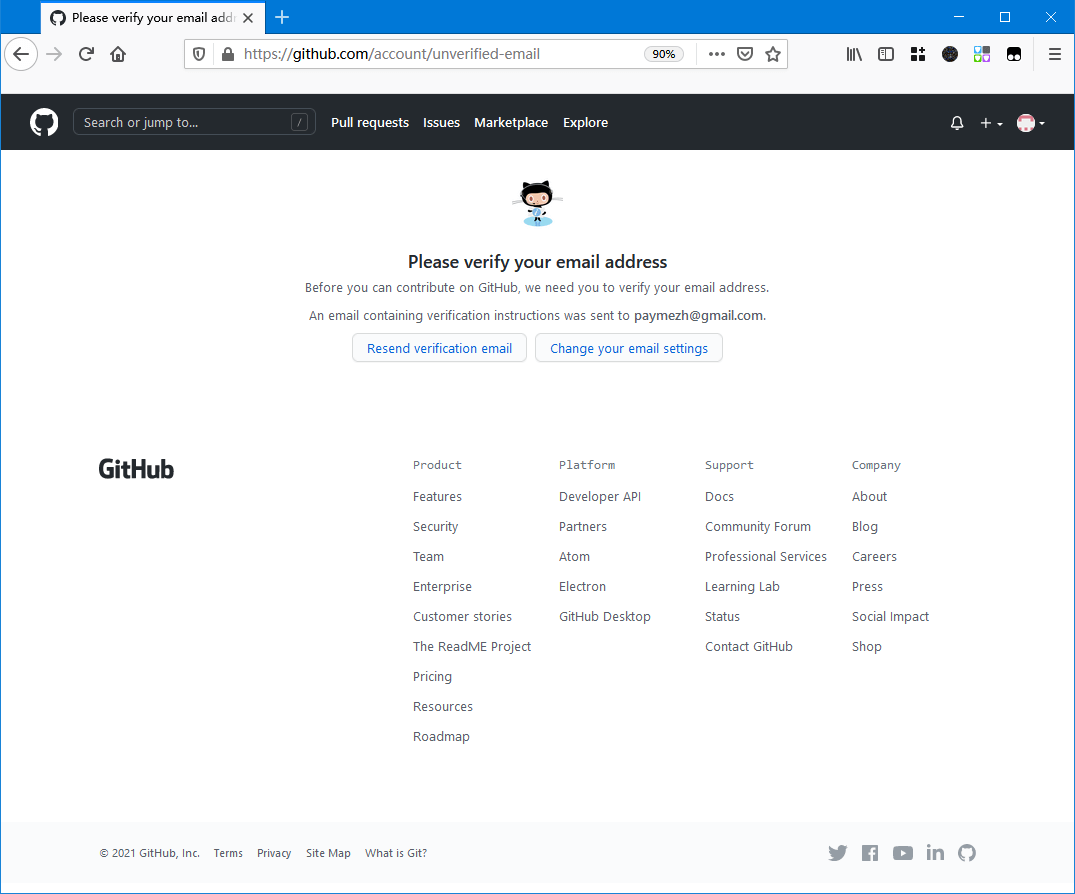 Please verify your email add
https://github.com/account/unverified-email
90%
Search or jump to... /
Pull requests Issues Marketplace Explore
Please verify your email address
Before you can contribute on GitHub, we need you to verify your email address.
An email containing verification instructions was sent to paymezh@gmail.com.
Resend verification email Change your email settings
GitHub
Product Platform Support Company
Features Developer API Docs About
Security Partners Community Forum Blog
Team Atom Professional Services Careers
Enterprise Electron Learning Lab Press
Customer stories GitHub Desktop Status Social Impact
The ReadME Project Contact GitHub Shop
Pricing
Resources
Roadmap
© 2021 GitHub, Inc. Terms Privacy Site Map What is Git?